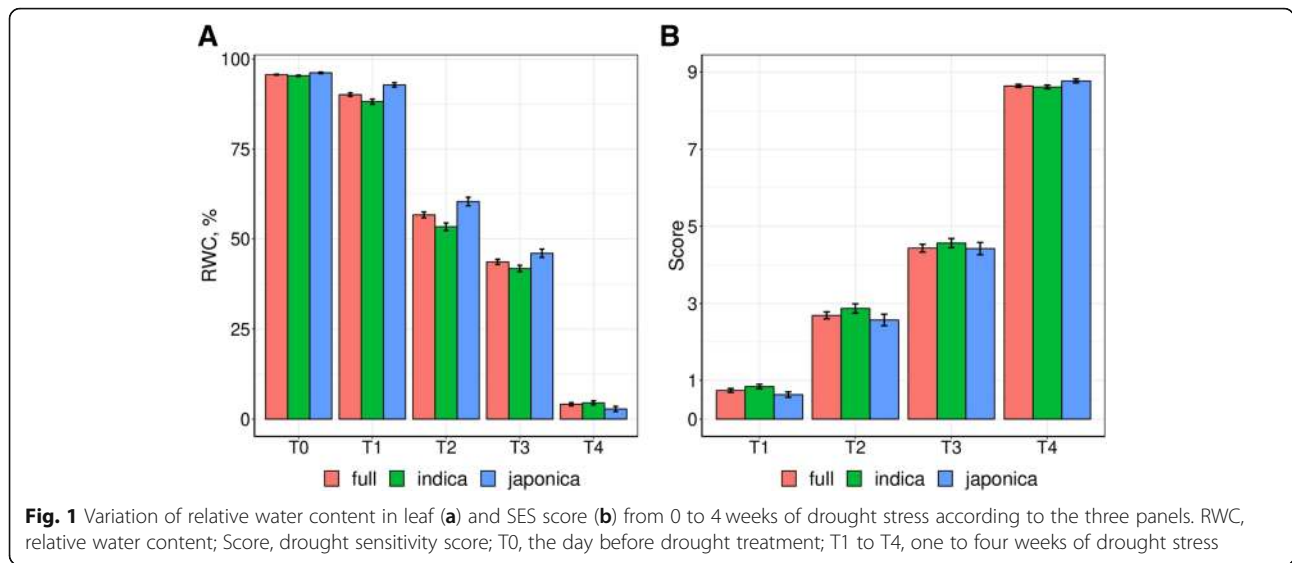 A
B
100
75
50
25
0
RWC, %
T0 T1 T2 T3 T4
full indica japonica
9
7
5
3
1
0
Score
T1 T2 T3 T4
full indica japonica
Fig. 1 Variation of relative water content in leaf (a) and SES score (b) from 0 to 4 weeks of drought stress according to the three panels. RWC,
relative water content; Score, drought sensitivity score; T0, the day before drought treatment; T1 to T4, one to four weeks of drought stress